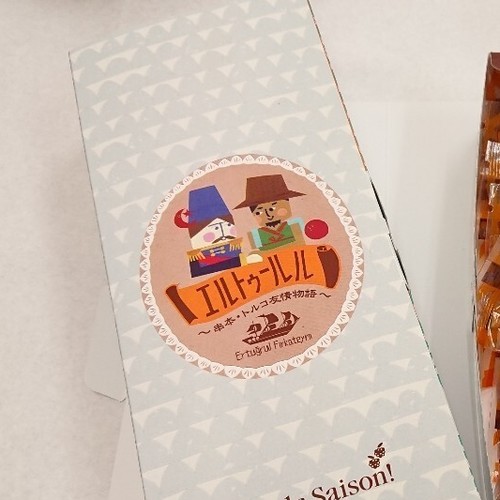 エルトゥールル
～串本・トルコ友情物語～
Ertuğrul Fırkateyni
Saison!